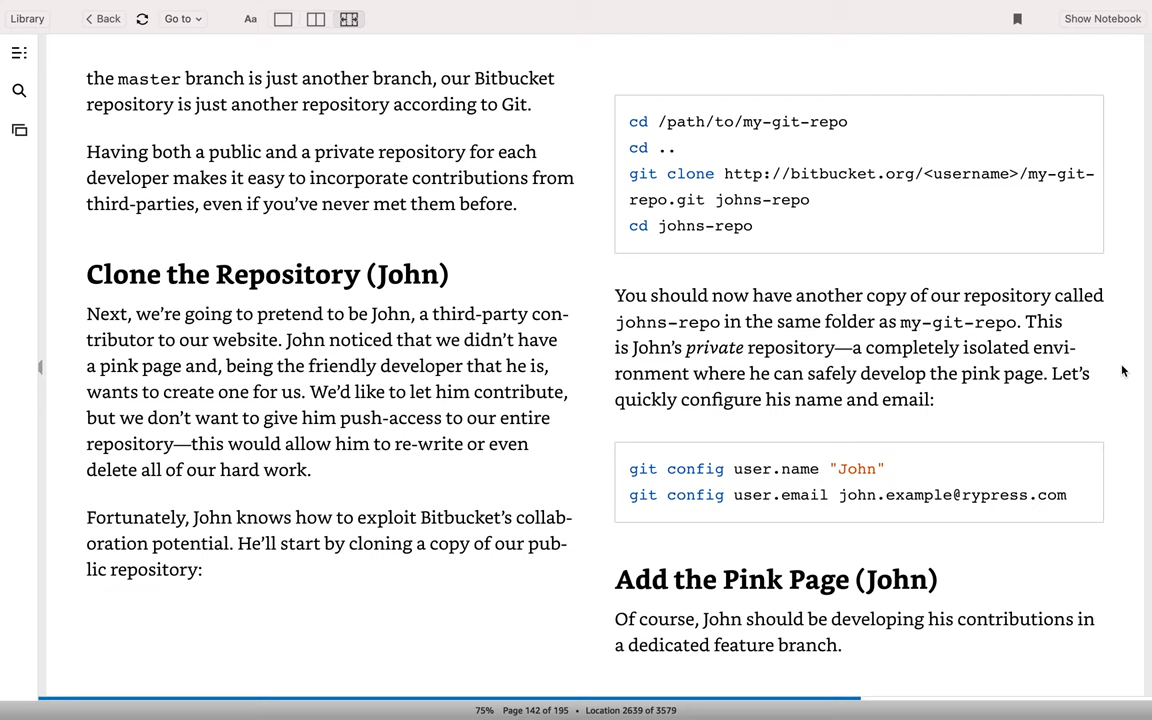 Library
Back
Go to
Aa
Show Notebook
the master branch is just another branch, our Bitbucket
repository is just another repository according to Git.
Having both a public and a private repository for each
developer makes it easy to incorporate contributions from
third-parties, even if you’ve never met them before.
Clone the Repository (John)
Next, we’re going to pretend to be John, a third-party con-
tributor to our website. John noticed that we didn’t have
a pink page and, being the friendly developer that he is,
wants to create one for us. We’d like to let him contribute,
but we don’t want to give him push-access to our entire
repository—this would allow him to re-write or even
delete all of our hard work.
Fortunately, John knows how to exploit Bitbucket’s collab-
oration potential. He’ll start by cloning a copy of our pub-
lic repository:
cd /path/to/my-git-repo
cd ..
git clone http://bitbucket.org/<username>/my-git-
repo.git johns-repo
cd johns-repo
You should now have another copy of our repository called
johns-repo in the same folder as my-git-repo. This
is John’s private repository—a completely isolated envi-
ronment where he can safely develop the pink page. Let’s
quickly configure his name and email:
git config user.name "John"
git config user.email john.example@rypress.com
Add the Pink Page (John)
Of course, John should be developing his contributions in
a dedicated feature branch.
75% Page 142 of 195 • Location 2639 of 3579